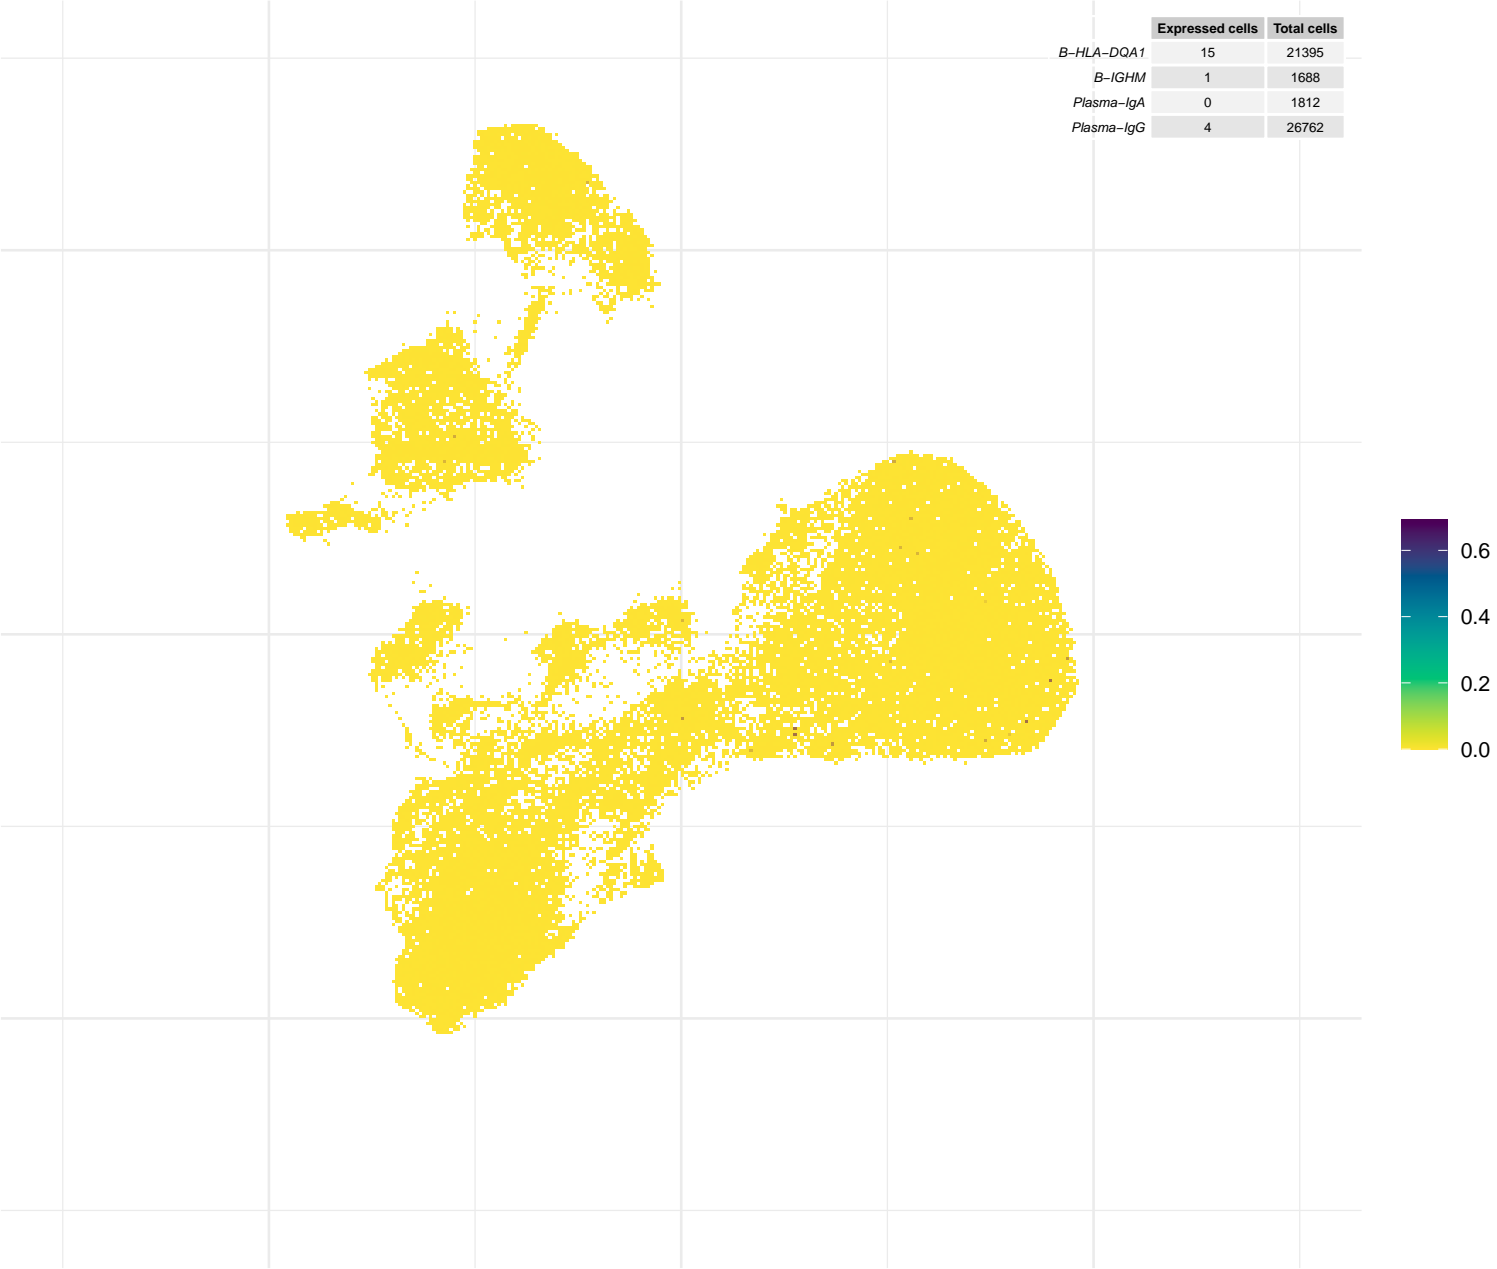 Expressed cells Total cells
B−HLA−DQA1 15 21395
B−IGHM 1 1688
Plasma−IgA 0 1812
Plasma−IgG 4 26762
0.6
0.4
0.2
0.0